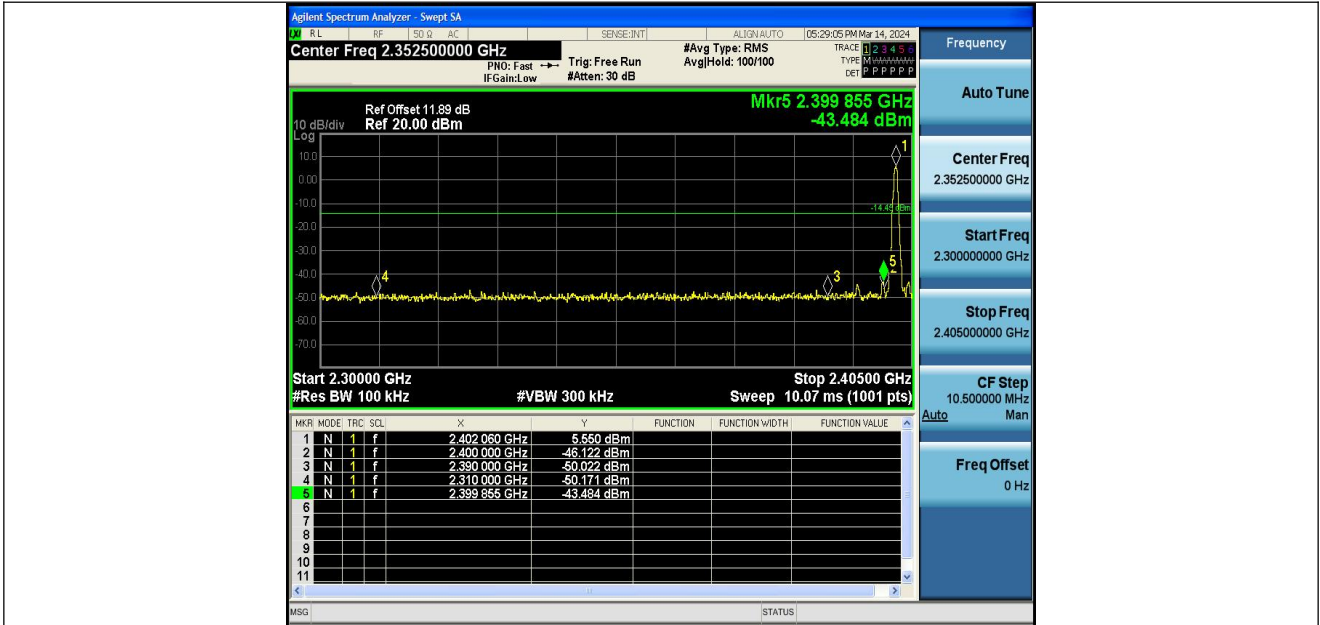 Agilent Spectrum Analyzer - Swept SA
LXI RL RF 50 Ω AC SENSE:INT ALIGN AUTO 05:29:05 PM Mar 14, 2024
Center Freq 2.352500000 GHz
PNO: Fast
IFGain:Low
Trig: Free Run
#Atten: 30 dB
#Avg Type: RMS
Avg|Hold: 100/100
TRACE 1 2 3 4 5 6
TYPE M
DET P P P P P P
Mkr5 2.399 855 GHz
-43.484 dBm
Ref Offset 11.89 dB
10 dB/div Ref 20.00 dBm
Log
10.0
0.00
-10.0
-20.0
-30.0
-40.0
-50.0
-60.0
-70.0
1
-14.45 dBm
5
2
3
4
Start 2.30000 GHz Stop 2.40500 GHz
#Res BW 100 kHz #VBW 300 kHz Sweep 10.07 ms (1001 pts)
MKR MODE TRC SCL X Y FUNCTION FUNCTION WIDTH FUNCTION VALUE
1 N 1 f 2.402 060 GHz 5.550 dBm
2 N 1 f 2.400 000 GHz -46.122 dBm
3 N 1 f 2.390 000 GHz -50.022 dBm
4 N 1 f 2.310 000 GHz -50.171 dBm
5 N 1 f 2.399 855 GHz -43.484 dBm
6
7
8
9
10
11
MSG STATUS
Frequency
Auto Tune
Center Freq
2.352500000 GHz
Start Freq
2.300000000 GHz
Stop Freq
2.405000000 GHz
CF Step
10.500000 MHz
Auto Man
Freq Offset
0 Hz